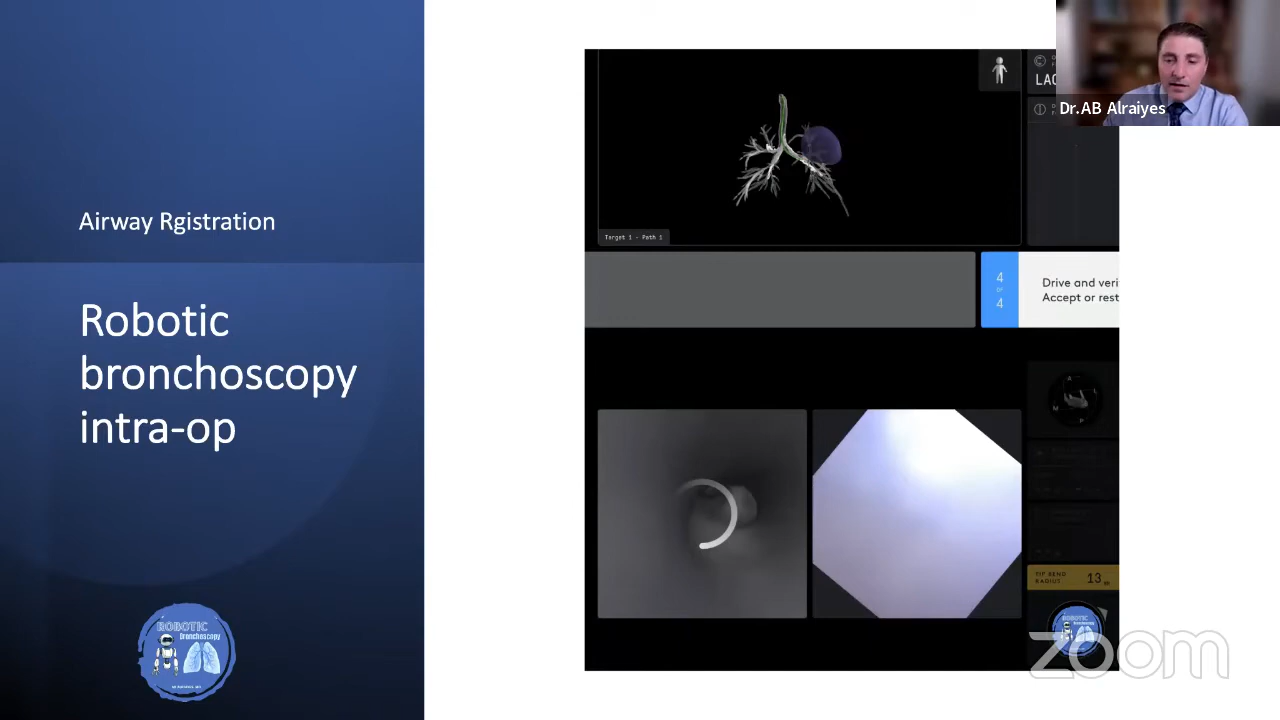 Airway Rgistration
Robotic
bronchoscopy
intra-op
ROBOTIC
Bronchoscopy
LAC
Dr.AB Alraiyes
Target 1 - Path 1
4
4
Drive and veri
Accept or rest
TIP BEND
RADIUS
13
zoom